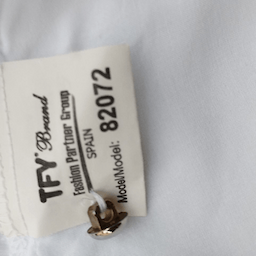 TFY® Brand
Fashion Partner Group
SPAIN
Model/Model:
82072